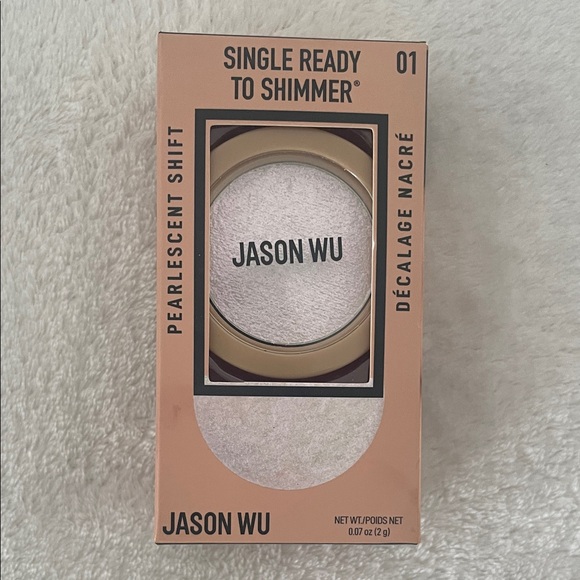 SINGLE READY
TO SHIMMER®
01
PEARLESCENT SHIFT
DÉCALAGE NACRÉ
JASON WU
JASON WU
NET WT./POIDS NET
0.07 oz (2 g)